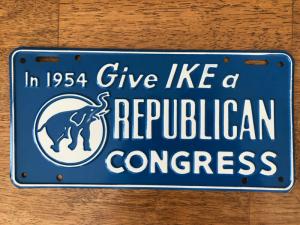 In 1954 Give IKE a
REPUBLICAN
CONGRESS